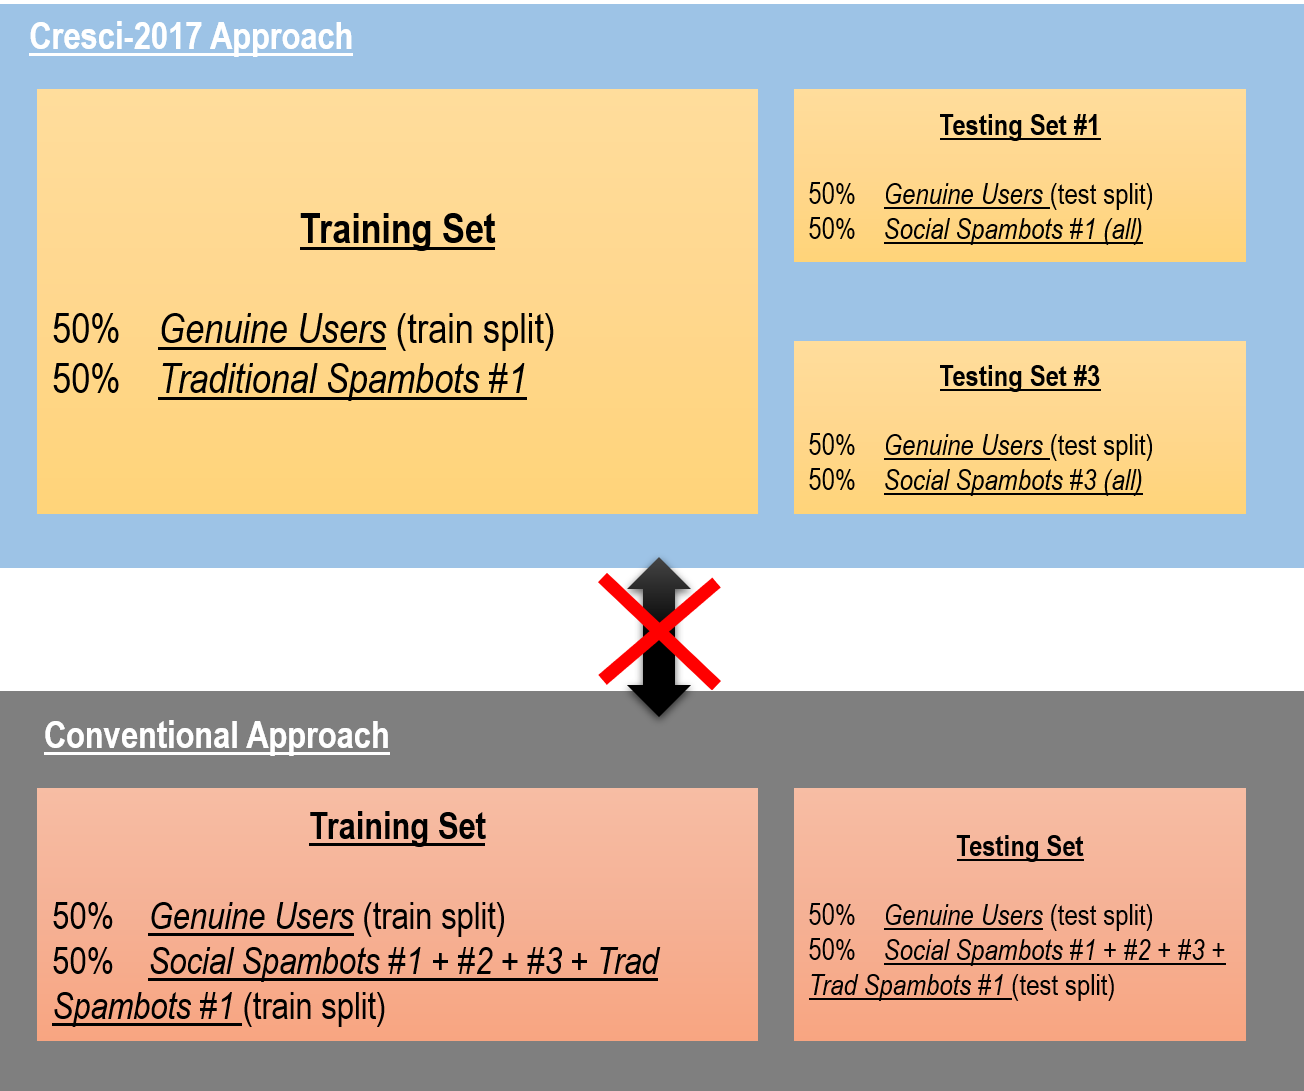 Cresci-2017 Approach
Training Set
50% Genuine Users (train split)
50% Traditional Spambots #1
Testing Set #1
50% Genuine Users (test split)
50% Social Spambots #1 (all)
Testing Set #3
50% Genuine Users (test split)
50% Social Spambots #3 (all)
Conventional Approach
Training Set
50% Genuine Users (train split)
50% Social Spambots #1 + #2 + #3 + Trad
Spambots #1 (train split)
Testing Set
50% Genuine Users (test split)
50% Social Spambots #1 + #2 + #3 +
Trad Spambots #1 (test split)